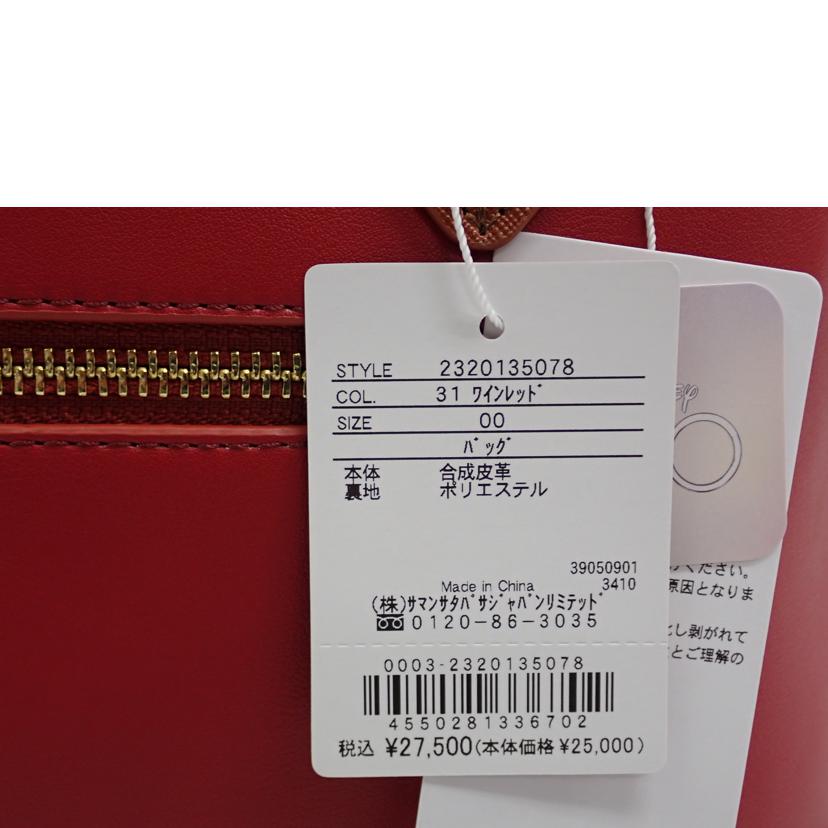 STYLE 2320135078
COL. 31 ﾜｲﾝﾚｯﾄﾞ
SIZE 00
ﾊﾞｯｸﾞ
本体 合成皮革
裏地 ポリエステル
39050901
Made in China 3410
(株)ｻﾏﾝｻﾀﾊﾞｻｼﾞｬﾊﾟﾝﾘﾐﾃｯﾄﾞ
0120-86-3035
0003-2320135078
4550281336702
税込 ¥27,500(本体価格¥25,000)
ください。
原因となりま
し剥がれて
とご理解の